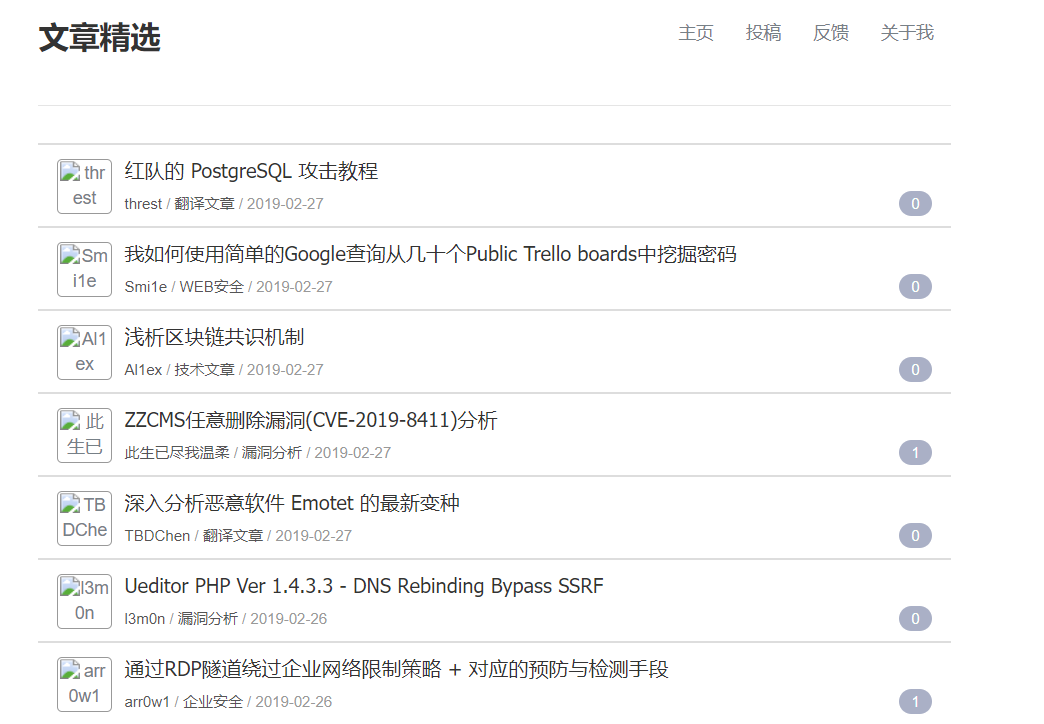 文章精选
主页 投稿 反馈 关于我
thr
est
红队的 PostgreSQL 攻击教程
threst / 翻译文章 / 2019-02-27
0
Smi1e
我如何使用简单的Google查询从几十个Public Trello boards中挖掘密码
Smi1e / WEB安全 / 2019-02-27
0
Al1
ex
浅析区块链共识机制
Al1ex / 技术文章 / 2019-02-27
0
此
生已
ZZCMS任意删除漏洞(CVE-2019-8411)分析
此生已尽我温柔 / 漏洞分析 / 2019-02-27
1
TB
DChe
深入分析恶意软件 Emotet 的最新变种
TBDChen / 翻译文章 / 2019-02-27
0
l3m
0n
Ueditor PHP Ver 1.4.3.3 - DNS Rebinding Bypass SSRF
l3m0n / 漏洞分析 / 2019-02-26
0
arr
0w1
通过RDP隧道绕过企业网络限制策略 + 对应的预防与检测手段
arr0w1 / 企业安全 / 2019-02-26
1